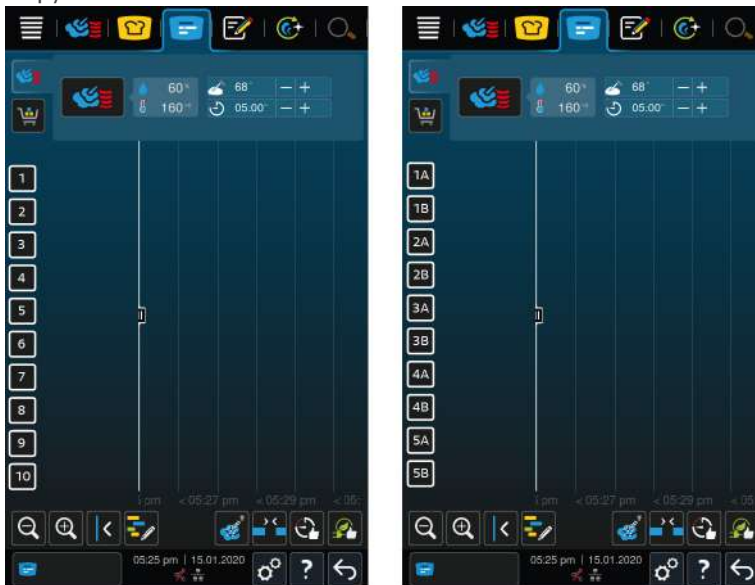 60 %
160
68°
05.00
1
2
3
4
5
6
7
8
9
10
pm < 05:27 pm < 05:29 pm < 05:
05:25 pm | 15.01.2020
?
60 %
160
68°
05.00
1A
1B
2A
2B
3A
3B
4A
4B
5A
5B
pm < 05:27 pm < 05:29 pm < 05
05:25 pm | 15.01.2020
?